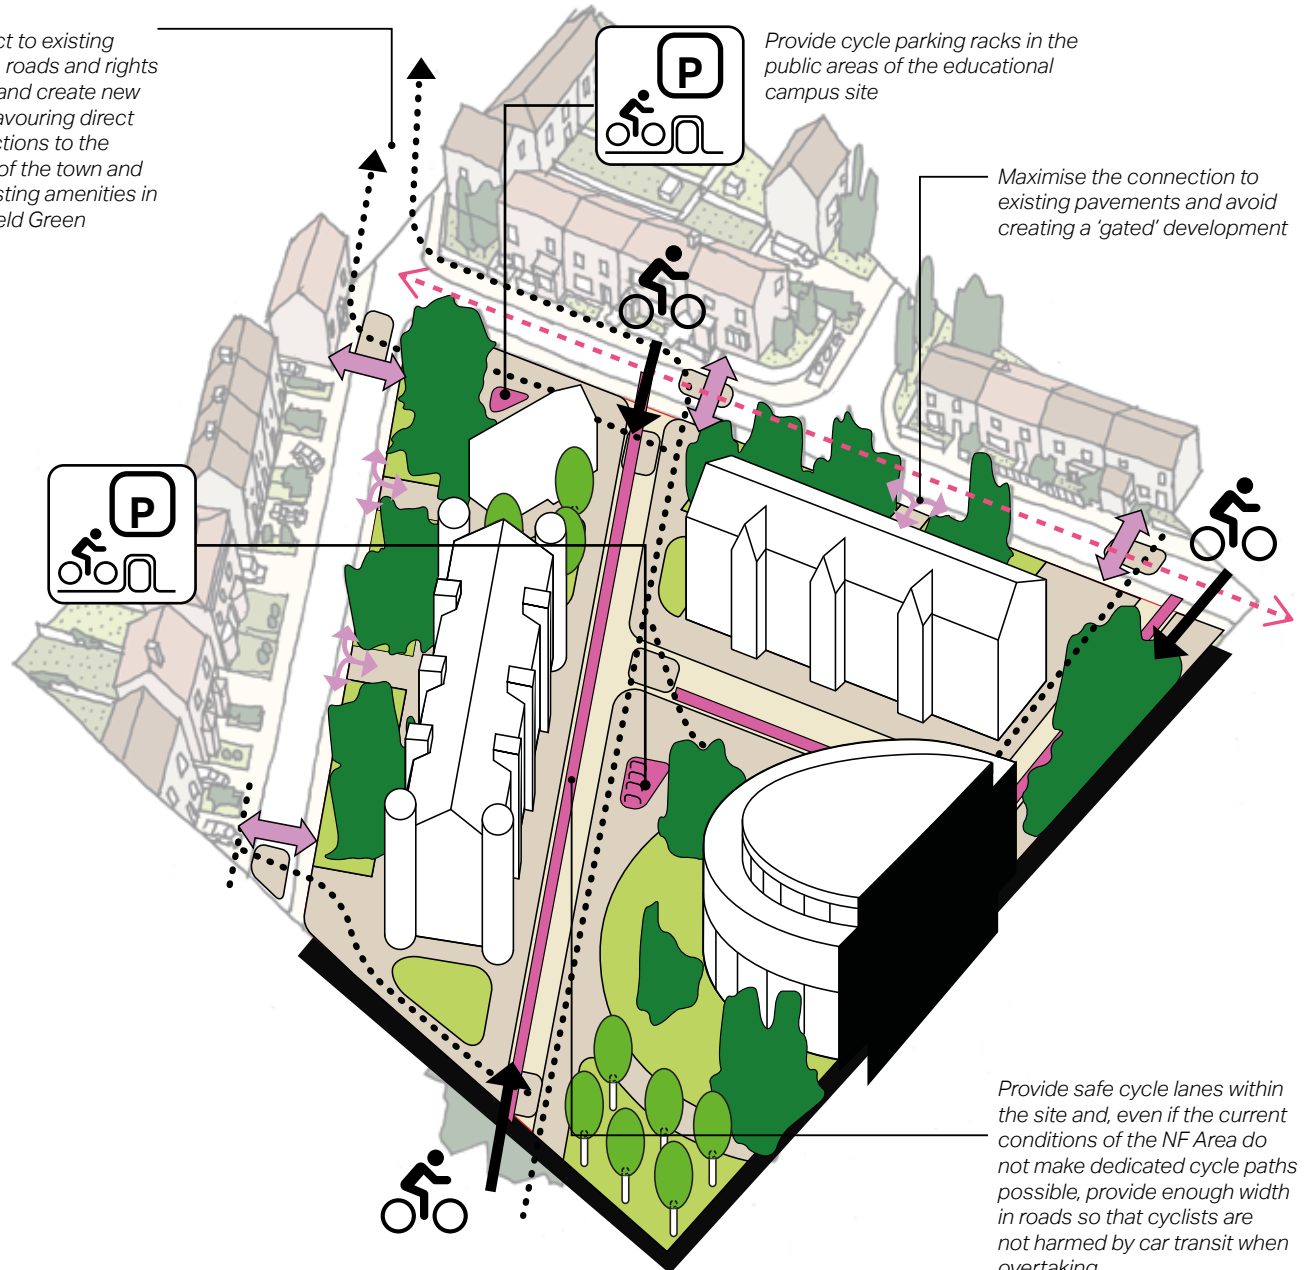 ct to existing
, roads and rights
and create new
avouring direct
ctions to the
of the town and
sting amenities in
eld Green
P
Provide cycle parking racks in the
public areas of the educational
campus site
Maximise the connection to
existing pavements and avoid
creating a ‘gated’ development
P
Provide safe cycle lanes within
the site and, even if the current
conditions of the NF Area do
not make dedicated cycle paths
possible, provide enough width
in roads so that cyclists are
not harmed by car transit when
overtaking